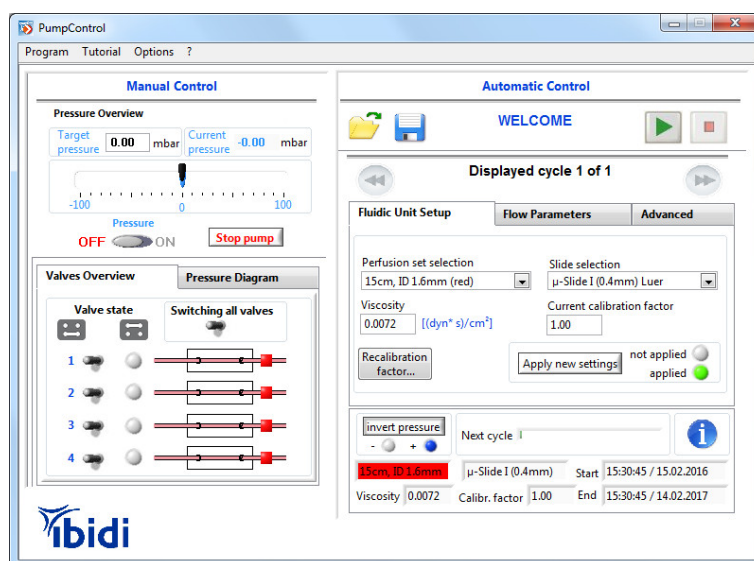 PumpControl
Program Tutorial Options ?
Manual Control
Pressure Overview
Target pressure 0.00 mbar Current pressure -0.00 mbar
-100 0 100
Pressure
OFF ON Stop pump
Valves Overview Pressure Diagram
Valve state Switching all valves
1
2
3
4
ibidi
Automatic Control
WELCOME
Displayed cycle 1 of 1
Fluidic Unit Setup Flow Parameters Advanced
Perfusion set selection Slide selection
15cm, ID 1.6mm (red) µ-Slide I (0.4mm) Luer
Viscosity Current calibration factor
0.0072 [(dyn* s)/cm²] 1.00
Recalibration factor... Apply new settings not applied
applied
invert pressure Next cycle
- +
15cm, ID 1.6mm µ-Slide I (0.4mm) Start 15:30:45 / 15.02.2016
Viscosity 0.0072 Calibr. factor 1.00 End 15:30:45 / 14.02.2017